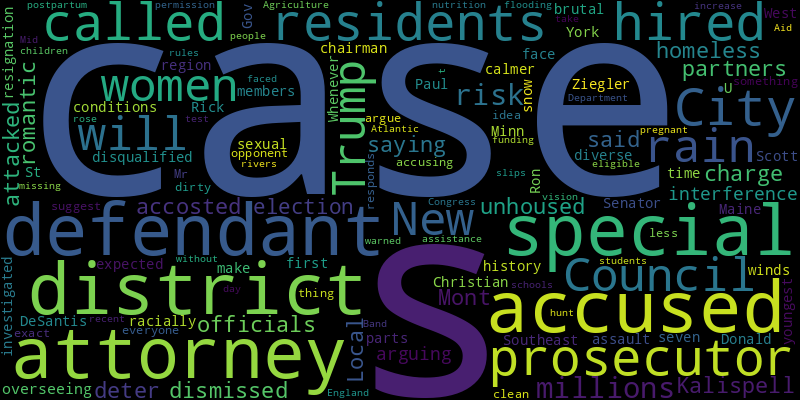 postpartum
called
Gov
Agriculture
residents
permission
nutrition
flooding
hired
increase
Mid
children
rules
region
people
chairman
brutal
York
take
West
Aid
resignation
romantic
attacked
women
conditions
rose
faced
test
members
Rick
will
disqualified
St
Mr
dirty
missing
case
Whenever
Trump
t
Paul
calmer
argue
Atlantic
risk
idea
Minn
funding
saying
accusing
snow
face
Ziegler
Department
homeless
partners
U
something
City
rain
pregnant
said
diverse
eligible
Scott
sexual
opponent
rivers
responds
slips
Ron
vision
time
charge
interference
suggest
accosted
election
Congress
New
unhoused
Senator
Maine
less
defendant
warned
assistance
special
without
expected
make
first
history
students
Council
winds
youngest
investigated
district
thing
day
S
Christian
Mont
schools
accused
hunt
DeSantis
exact
recent
racially
everyone
officials
Local
Band
parts
arguing
Southeast
assault
seven
Donald
attorney
prosecutor
overseeing
deter
dismissed
England
clean
millions
Kalispell